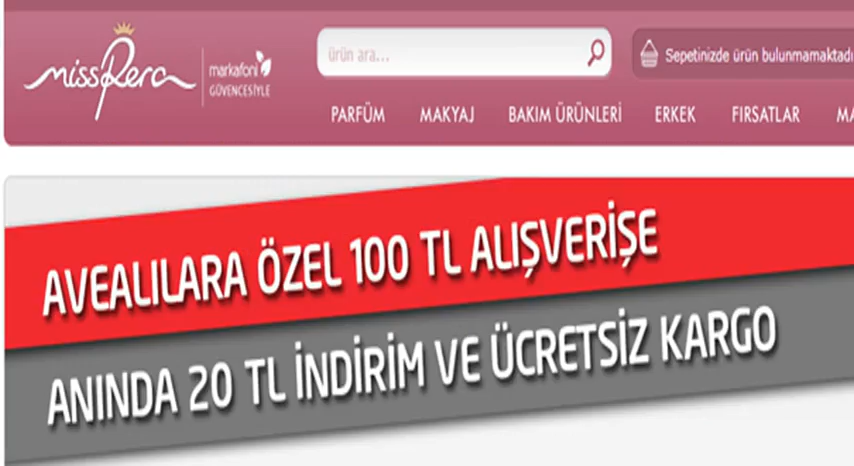 missPera
markafoni
GÜVENCESİYLE
ürün ara...
Sepetinizde ürün bulunmamaktadı
PARFÜM MAKYAJ BAKIM ÜRÜNLERİ ERKEK FIRSATLAR MA
AVEALILARA ÖZEL 100 TL ALIŞVERİŞE
ANINDA 20 TL İNDİRİM VE ÜCRETSİZ KARGO